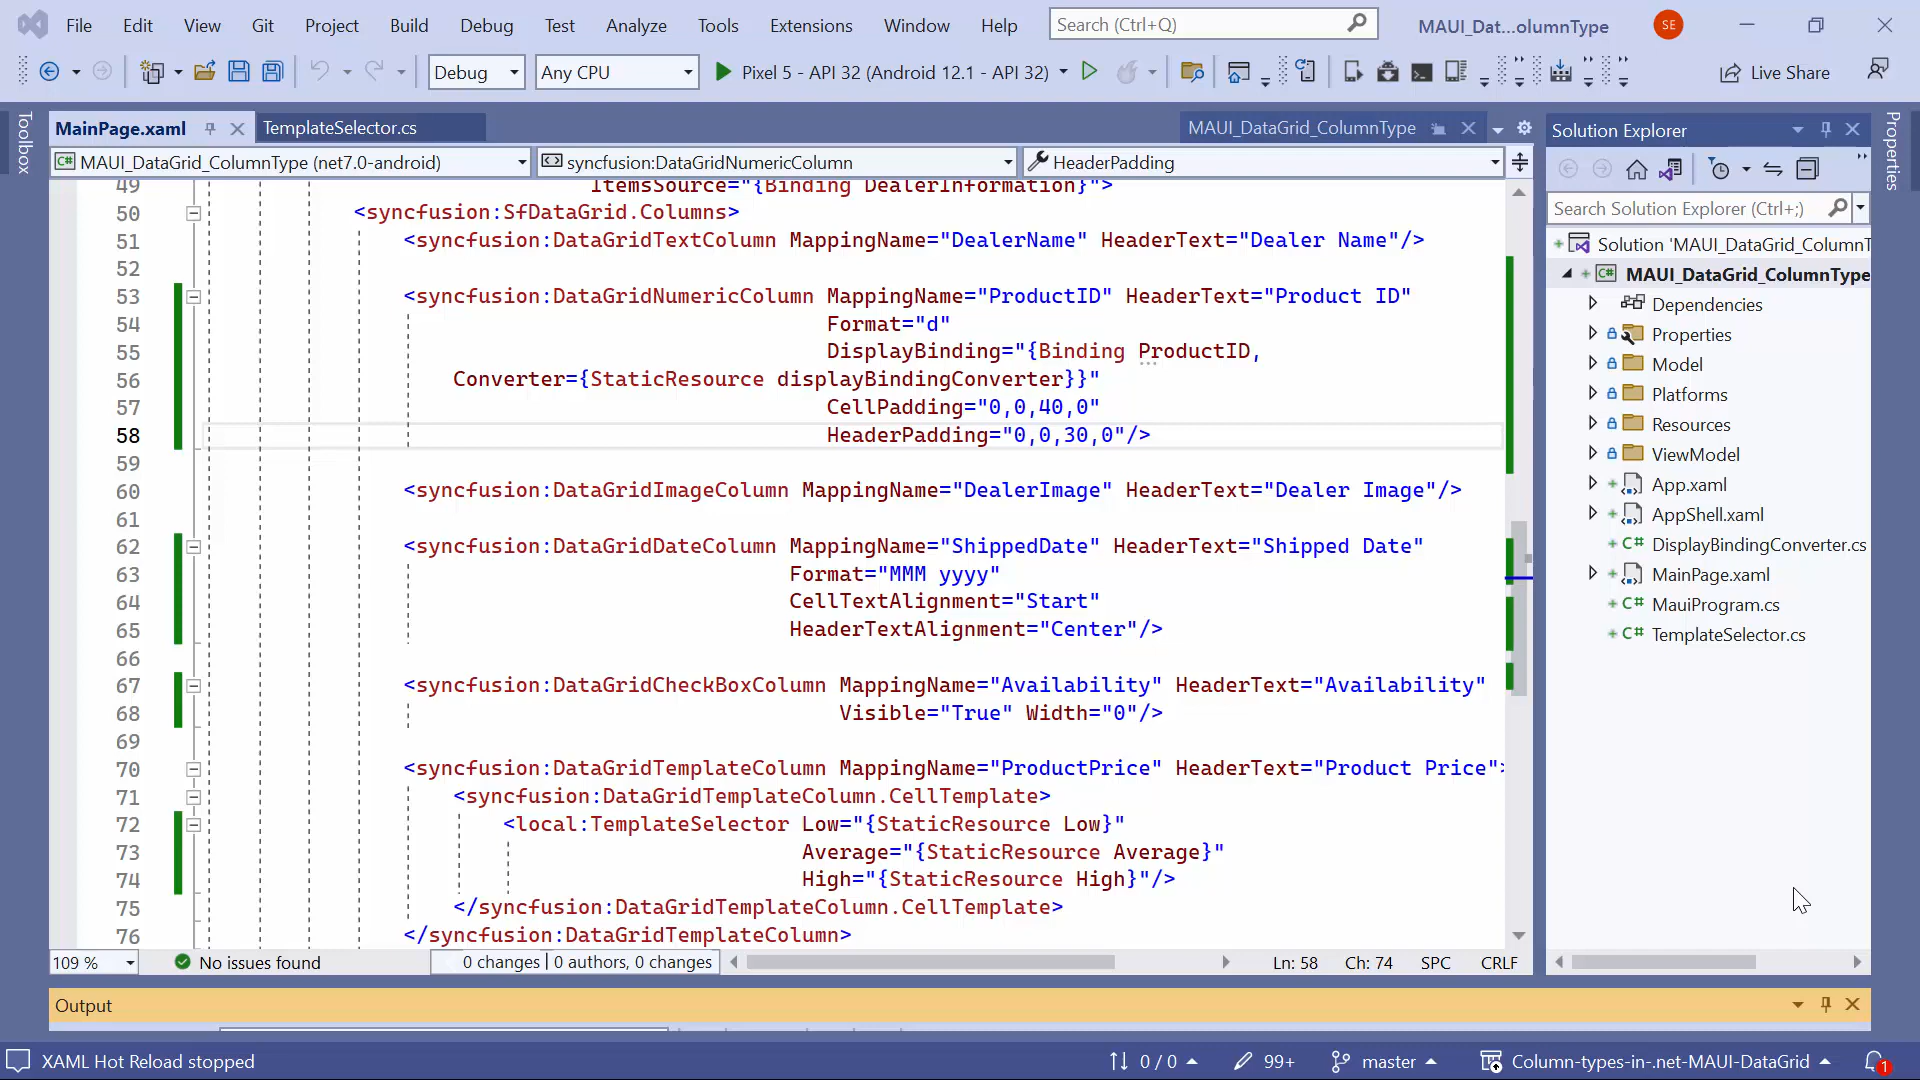 File Edit View Git Project Build Debug Test Analyze Tools Extensions Window Help Search (Ctrl+Q) MAUI_Dat...olumnType SE
Debug Any CPU Pixel 5 - API 32 (Android 12.1 - API 32) Live Share
Toolbox
MainPage.xaml TemplateSelector.cs MAUI_DataGrid_ColumnType
MAUI_DataGrid_ColumnType (net7.0-android) syncfusion:DataGridNumericColumn HeaderPadding
49 ItemsSource="{Binding DealerInformation}">
50 <syncfusion:SfDataGrid.Columns>
51 <syncfusion:DataGridTextColumn MappingName="DealerName" HeaderText="Dealer Name"/>
52
53 <syncfusion:DataGridNumericColumn MappingName="ProductID" HeaderText="Product ID"
54 Format="d"
55 DisplayBinding="{Binding ProductID,
56 Converter={StaticResource displayBindingConverter}}"
57 CellPadding="0,0,40,0"
58 HeaderPadding="0,0,30,0"/>
59
60 <syncfusion:DataGridImageColumn MappingName="DealerImage" HeaderText="Dealer Image"/>
61
62 <syncfusion:DataGridDateColumn MappingName="ShippedDate" HeaderText="Shipped Date"
63 Format="MMM yyyy"
64 CellTextAlignment="Start"
65 HeaderTextAlignment="Center"/>
66
67 <syncfusion:DataGridCheckBoxColumn MappingName="Availability" HeaderText="Availability"
68 Visible="True" Width="0"/>
69
70 <syncfusion:DataGridTemplateColumn MappingName="ProductPrice" HeaderText="Product Price">
71 <syncfusion:DataGridTemplateColumn.CellTemplate>
72 <local:TemplateSelector Low="{StaticResource Low}"
73 Average="{StaticResource Average}"
74 High="{StaticResource High}"/>
75 </syncfusion:DataGridTemplateColumn.CellTemplate>
76 </syncfusion:DataGridTemplateColumn>
109 % No issues found 0 changes | 0 authors, 0 changes Ln: 58 Ch: 74 SPC CRLF
Solution Explorer
Search Solution Explorer (Ctrl+;)
Solution 'MAUI_DataGrid_ColumnT
MAUI_DataGrid_ColumnType
Dependencies
Properties
Model
Platforms
Resources
ViewModel
App.xaml
AppShell.xaml
DisplayBindingConverter.cs
MainPage.xaml
MauiProgram.cs
TemplateSelector.cs
Properties
Output
XAML Hot Reload stopped 0 / 0 99+ master Column-types-in-.net-MAUI-DataGrid 1